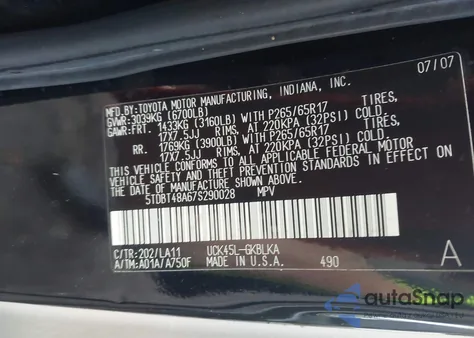 MFD.BY:TOYOTA MOTOR MANUFACTURING, INDIANA, INC. 07/07
GVWR:3039KG (6700LB)
GAWR:FRT. 1433KG (3160LB) WITH P265/65R17 TIRES,
17X7.5JJ RIMS, AT 220KPA (32PSI) COLD.
RR. 1769KG (3900LB) WITH P265/65R17 TIRES,
17X7.5JJ RIMS, AT 220KPA (32PSI) COLD.
THIS VEHICLE CONFORMS TO ALL APPLICABLE FEDERAL MOTOR
VEHICLE SAFETY AND THEFT PREVENTION STANDARDS IN EFFECT
ON THE DATE OF MANUFACTURE SHOWN ABOVE.
5TDBT48A67S290028 MPV
C/TR:202/LA11 UCK45L-GKBLKA
A/TM:A01A/A750F MADE IN U.S.A. 490 A
autoSnap